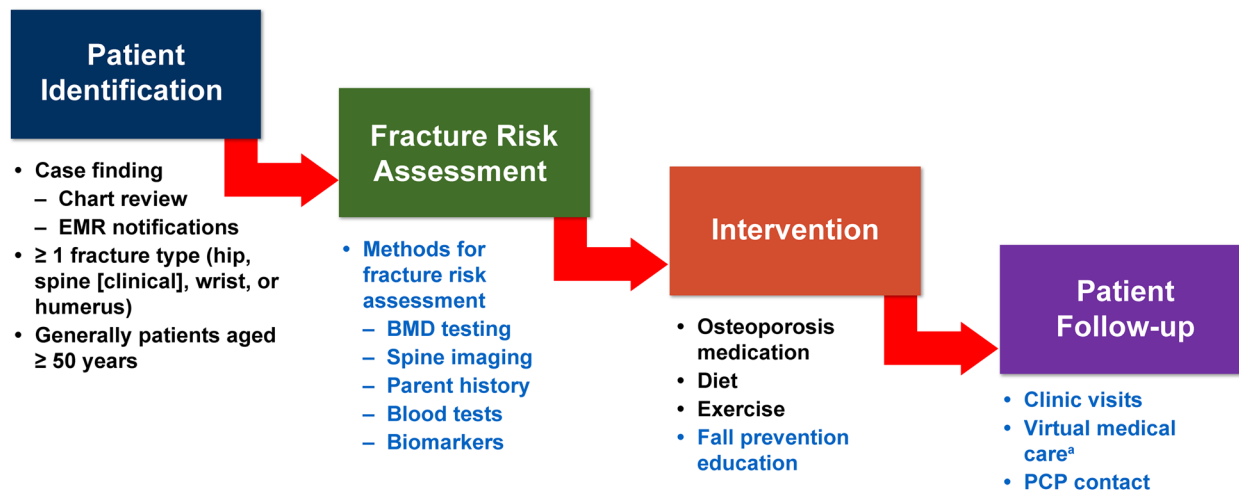 Patient
Identification
• Case finding
– Chart review
– EMR notifications
• ≥ 1 fracture type (hip,
spine [clinical], wrist, or
humerus)
• Generally patients aged
≥ 50 years
Fracture Risk
Assessment
• Methods for
fracture risk
assessment
– BMD testing
– Spine imaging
– Parent history
– Blood tests
– Biomarkers
Intervention
• Osteoporosis
medication
• Diet
• Exercise
• Fall prevention
education
Patient
Follow-up
• Clinic visits
• Virtual medical
careᵃ
• PCP contact